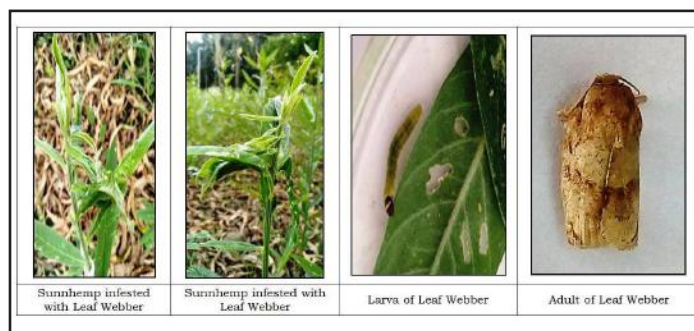 Sunnhemp infested
with Leaf Webber
Sunnhemp infested with
Leaf Webber
Larva of Leaf Webber
Adult of Leaf Webber